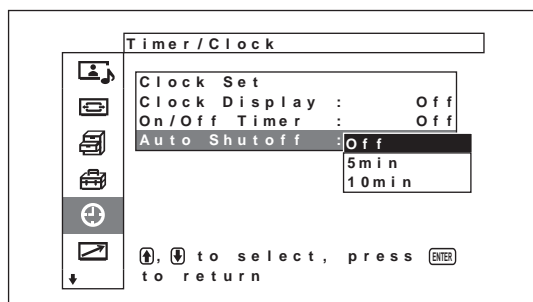 Timer/Clock
Clock Set
Clock Display : Off
On/Off Timer : Off
Auto Shutoff : Off
5min
10min
, to select, press ENTER
to return